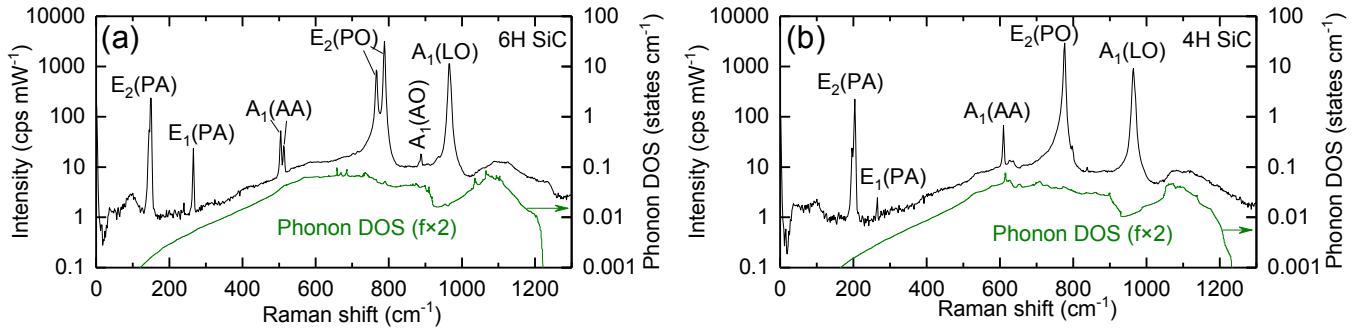 (a)
6H SiC
Intensity (cps mW⁻¹)
10000
1000
100
10
1
0.1
E₂(PA)
E₁(PA)
A₁(AA)
E₂(PO)
A₁(AO)
A₁(LO)
Phonon DOS (f×2)
100
10
1
0.1
0.01
0.001
Phonon DOS (states cm⁻¹)
0 200 400 600 800 1000 1200
Raman shift (cm⁻¹)
(b)
4H SiC
Intensity (cps mW⁻¹)
10000
1000
100
10
1
0.1
E₂(PA)
E₁(PA)
A₁(AA)
E₂(PO)
A₁(LO)
Phonon DOS (f×2)
100
10
1
0.1
0.01
0.001
Phonon DOS (states cm⁻¹)
0 200 400 600 800 1000 1200
Raman shift (cm⁻¹)